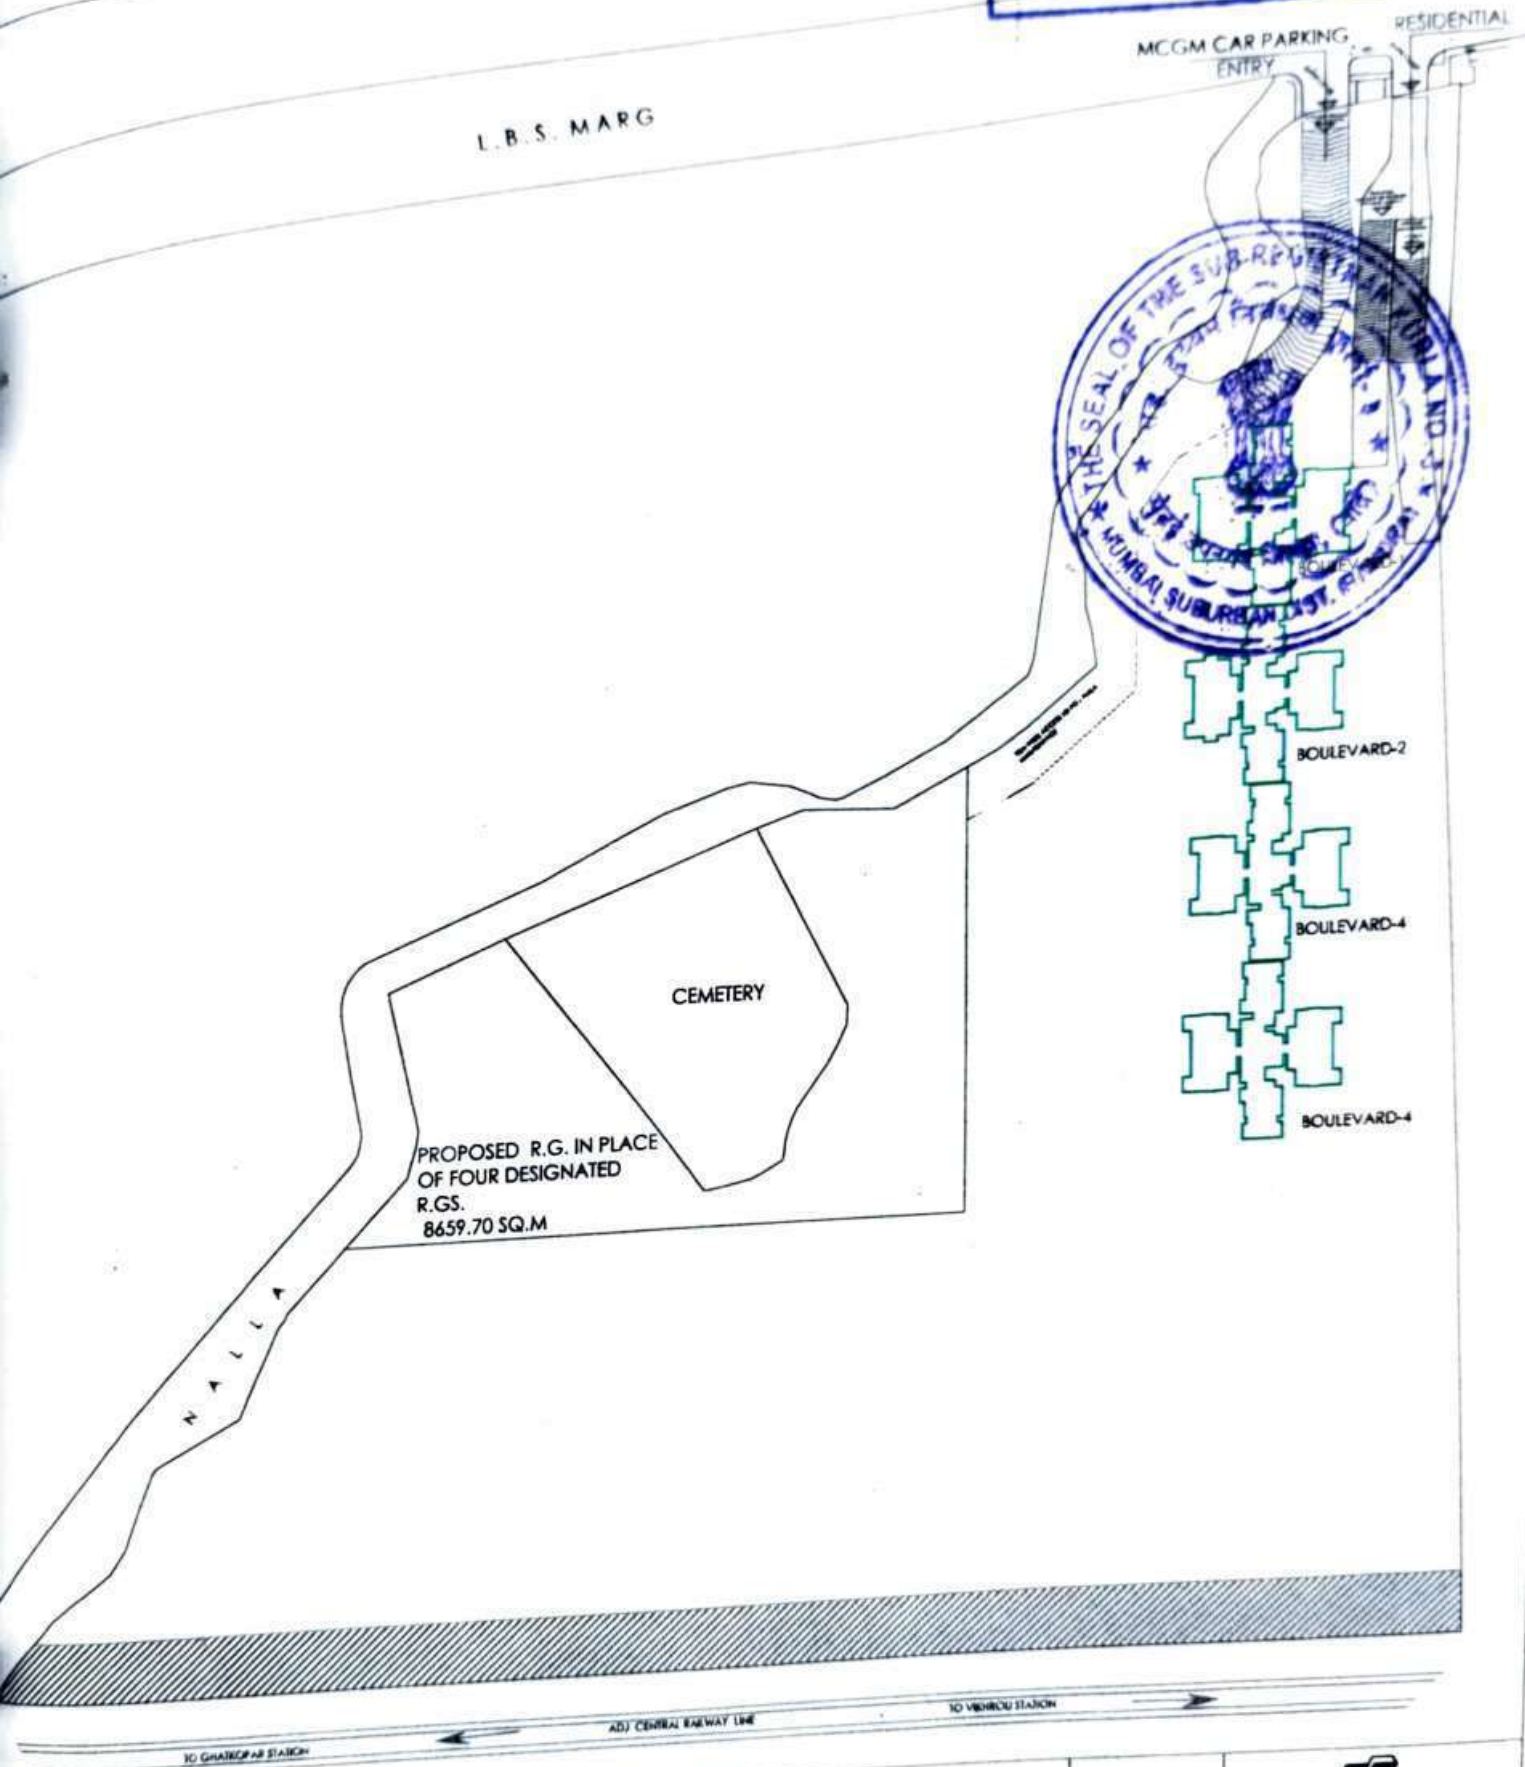 RESIDENTIAL
MCGM CAR PARKING
ENTRY
L.B.S. MARG
THE SEAL OF THE SUB-REGISTRAR KURLA NO.
MUMBAI SUBURBAN DIST.
BOULEVARD-2
BOULEVARD-4
CEMETERY
BOULEVARD-4
PROPOSED R.G. IN PLACE
OF FOUR DESIGNATED
R.GS.
8659.70 SQ.M
NALLA
TO VIKHROLI STATION
ADJ CENTRAL RAILWAY LINE
TO GHATKOPAR STATION